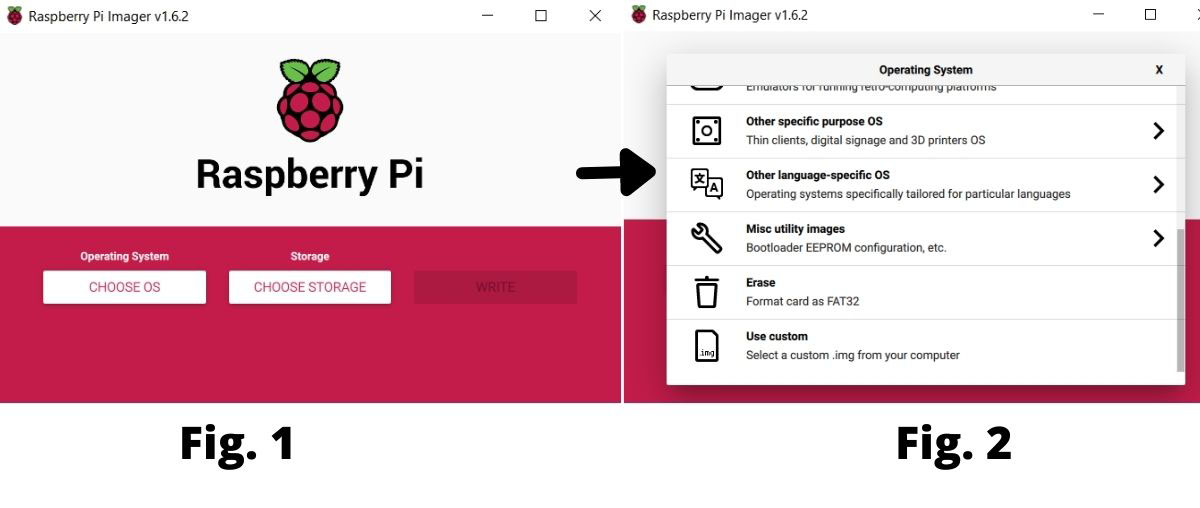 Raspberry Pi Imager v1.6.2
Raspberry Pi
Operating System
Storage
CHOOSE OS
CHOOSE STORAGE
WRITE
Fig. 1
Raspberry Pi Imager v1.6.2
Operating System
X
Emulators for running retro-computing platforms
Other specific purpose OS
Thin clients, digital signage and 3D printers OS
文A
Other language-specific OS
Operating systems specifically tailored for particular languages
Misc utility images
Bootloader EEPROM configuration, etc.
Erase
Format card as FAT32
.img
Use custom
Select a custom .img from your computer
Fig. 2